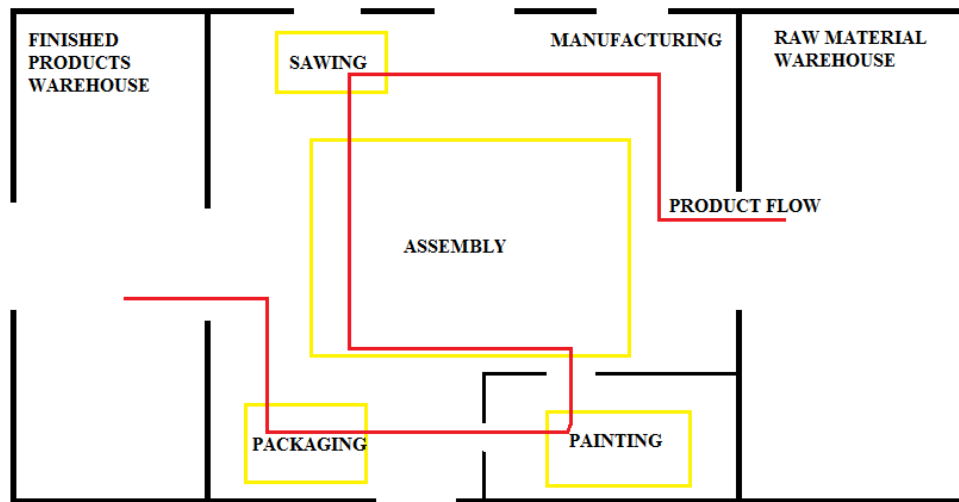 FINISHED
PRODUCTS
WAREHOUSE
SAWING
MANUFACTURING
RAW MATERIAL
WAREHOUSE
PRODUCT FLOW
ASSEMBLY
PACKAGING
PAINTING